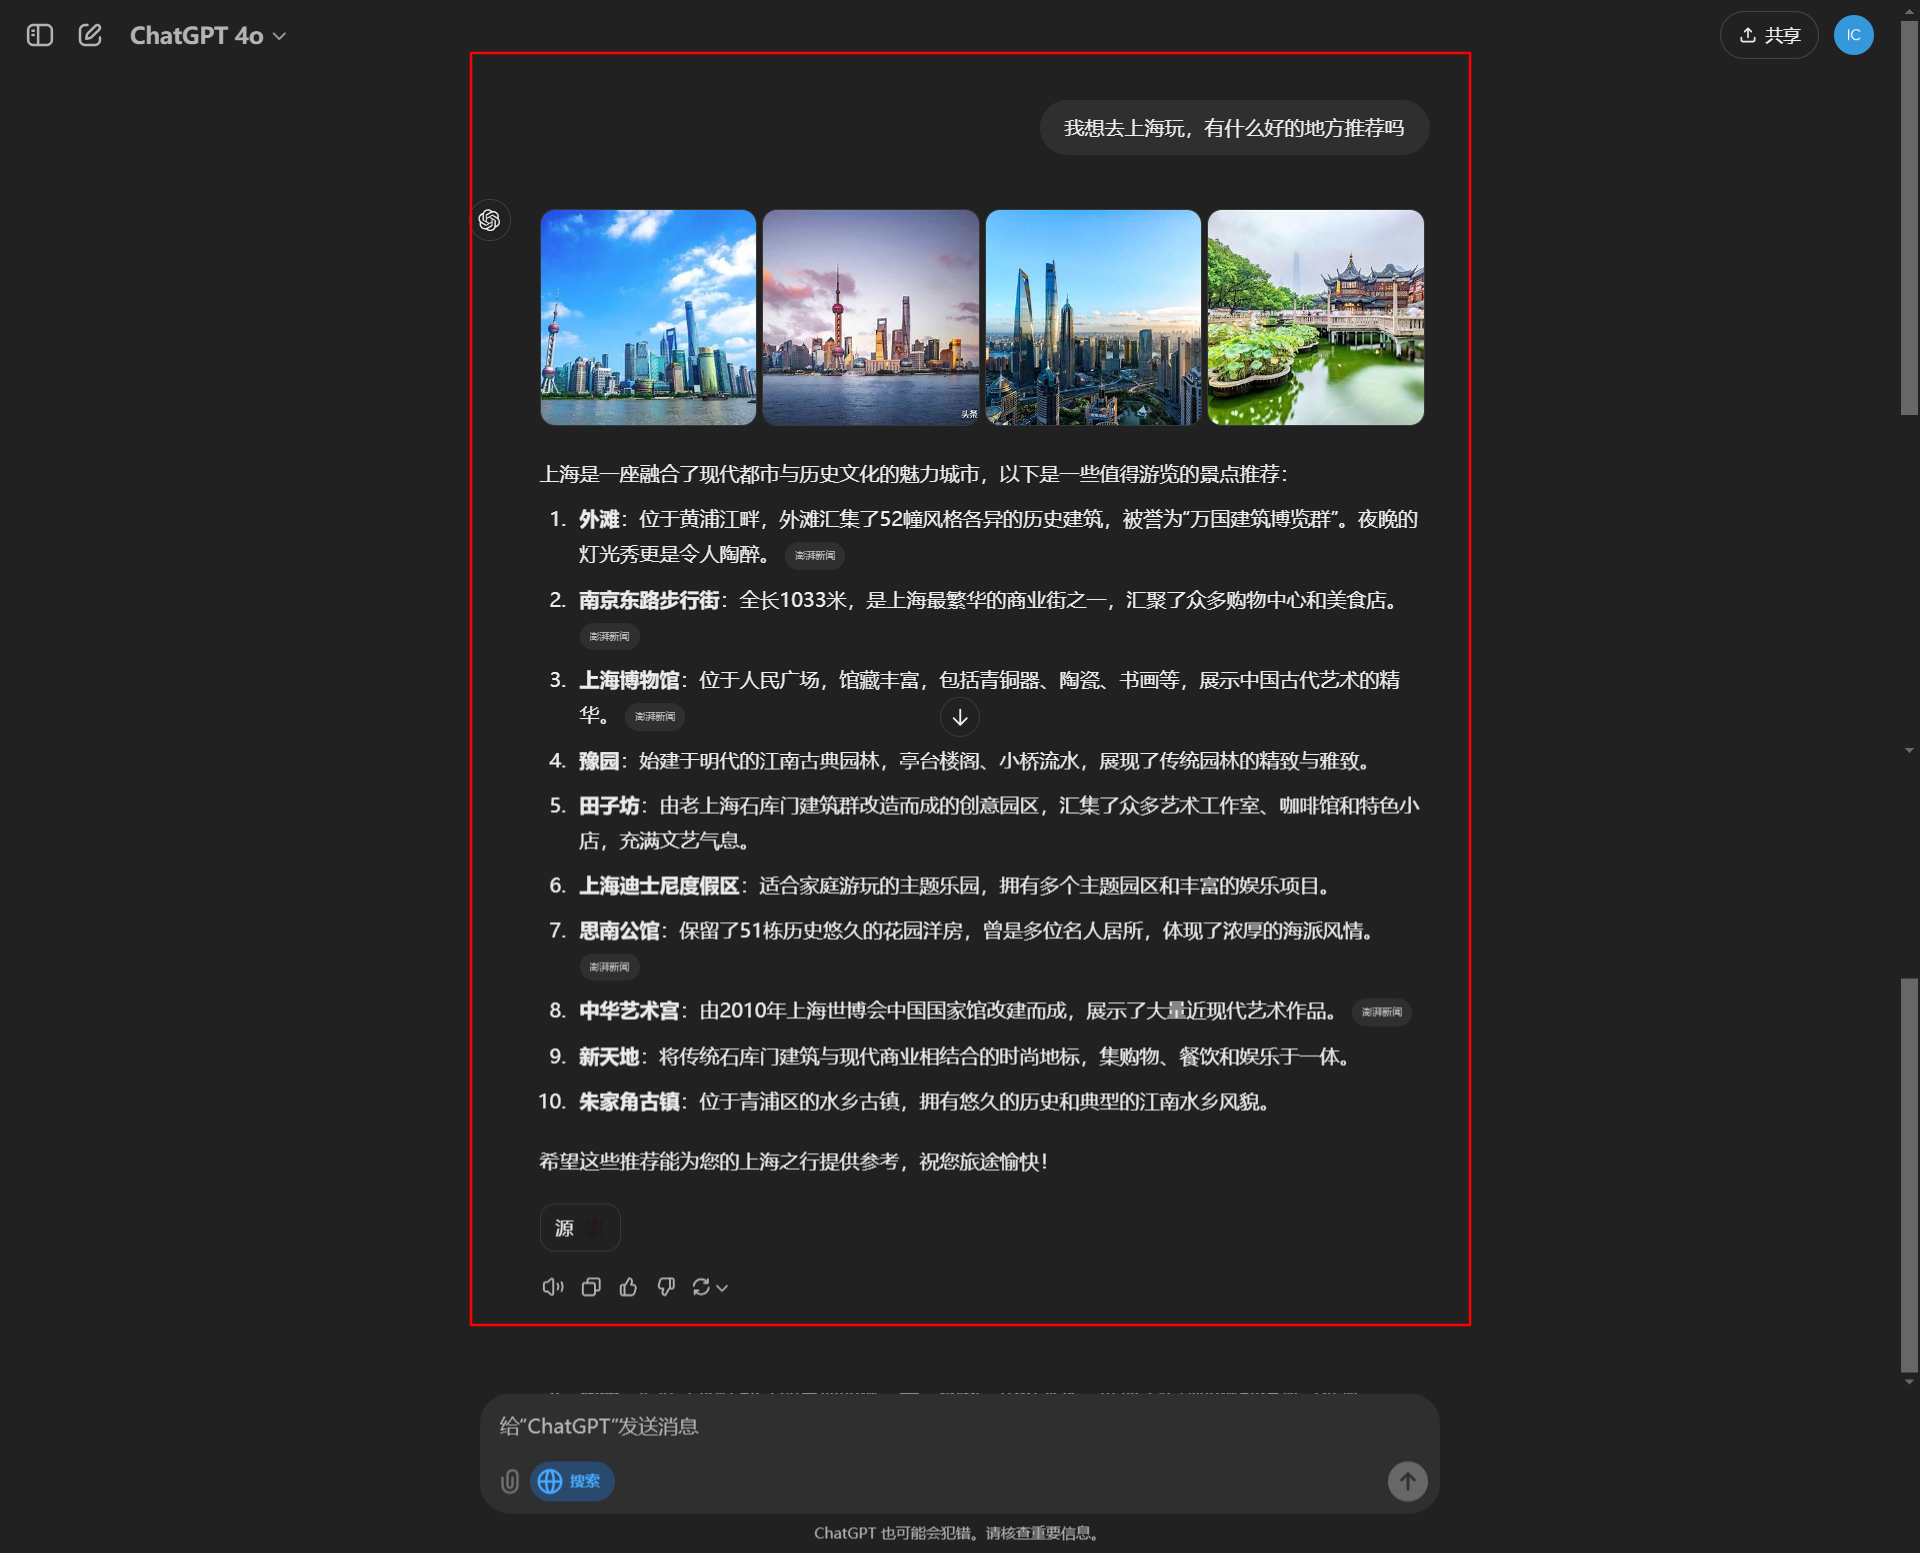 ChatGPT 4o
共享
IC
我想去上海玩，有什么好的地方推荐吗
头条
上海是一座融合了现代都市与历史文化的魅力城市，以下是一些值得游览的景点推荐：
1. 外滩：位于黄浦江畔，外滩汇集了52幢风格各异的历史建筑，被誉为“万国建筑博览群”。夜晚的
灯光秀更是令人陶醉。 澎湃新闻
2. 南京东路步行街：全长1033米，是上海最繁华的商业街之一，汇聚了众多购物中心和美食店。
澎湃新闻
3. 上海博物馆：位于人民广场，馆藏丰富，包括青铜器、陶瓷、书画等，展示中国古代艺术的精
华。 澎湃新闻
4. 豫园：始建于明代的江南古典园林，亭台楼阁、小桥流水，展现了传统园林的精致与雅致。
5. 田子坊：由老上海石库门建筑群改造而成的创意园区，汇集了众多艺术工作室、咖啡馆和特色小
店，充满文艺气息。
6. 上海迪士尼度假区：适合家庭游玩的主题乐园，拥有多个主题园区和丰富的娱乐项目。
7. 思南公馆：保留了51栋历史悠久的花园洋房，曾是多位名人居所，体现了浓厚的海派风情。
澎湃新闻
8. 中华艺术宫：由2010年上海世博会中国国家馆改建而成，展示了大量近现代艺术作品。 澎湃新闻
9. 新天地：将传统石库门建筑与现代商业相结合的时尚地标，集购物、餐饮和娱乐于一体。
10. 朱家角古镇：位于青浦区的水乡古镇，拥有悠久的历史和典型的江南水乡风貌。
希望这些推荐能为您的上海之行提供参考，祝您旅途愉快！
源
给“ChatGPT”发送消息
搜索
ChatGPT 也可能会犯错。请核查重要信息。